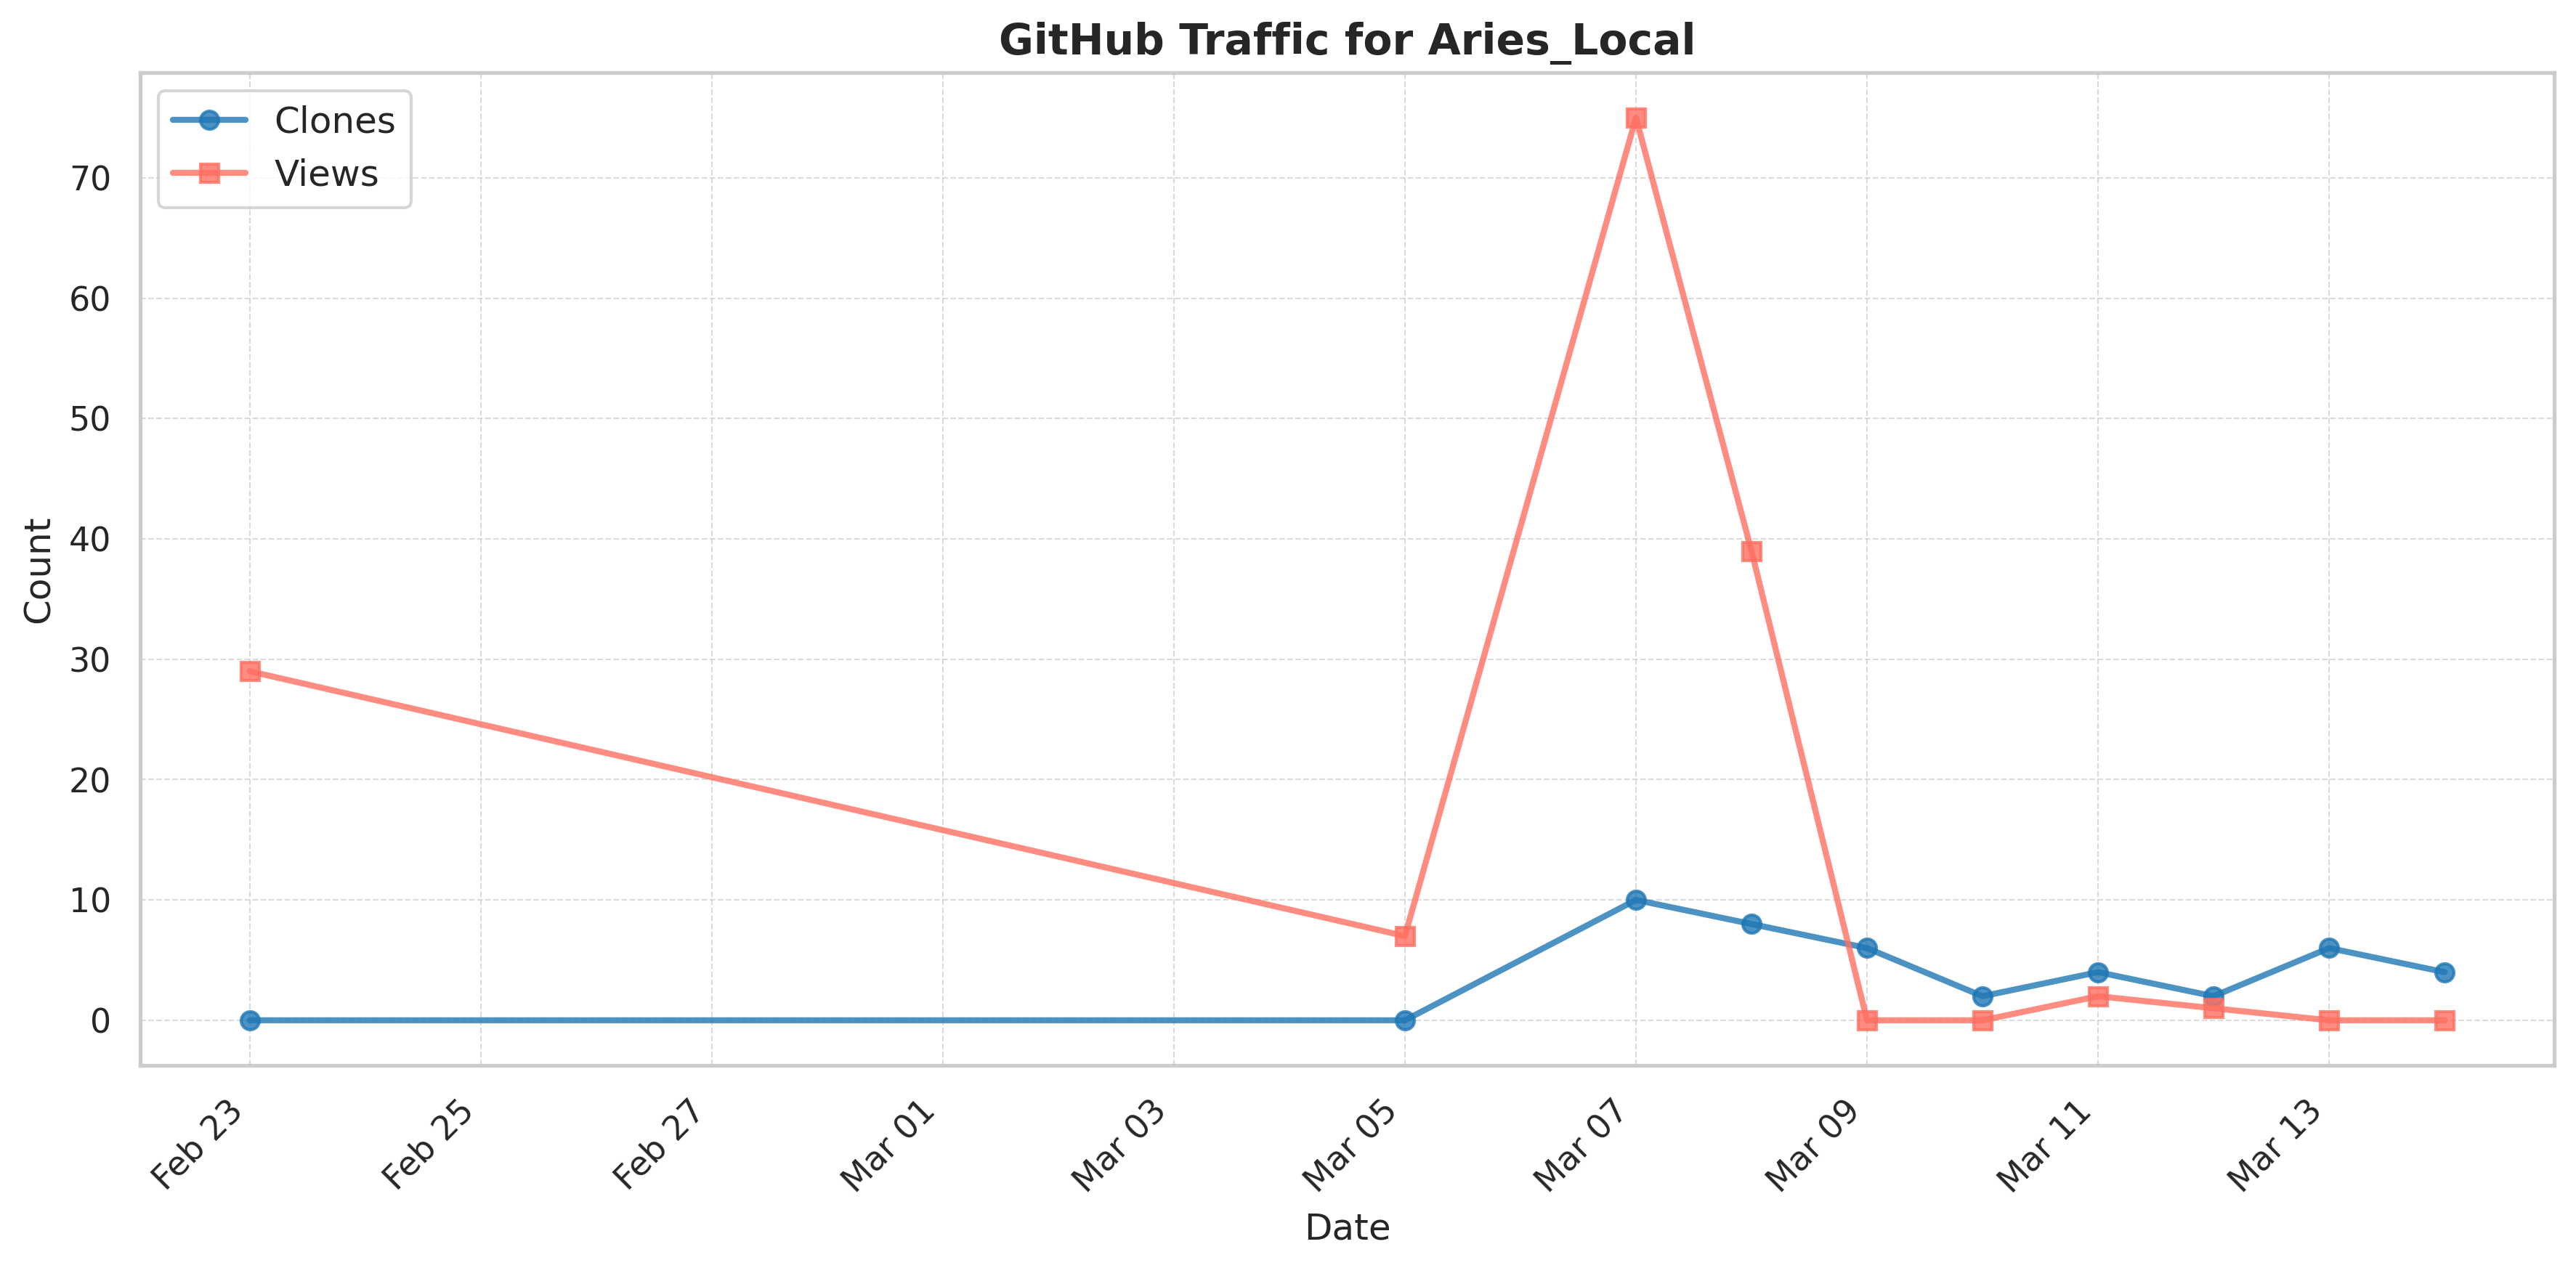 GitHub Traffic for Aries_Local
Clones
Views
70
60
50
40
30
20
10
0
Count
Feb 23
Feb 25
Feb 27
Mar 01
Mar 03
Mar 05
Mar 07
Mar 09
Mar 11
Mar 13
Date